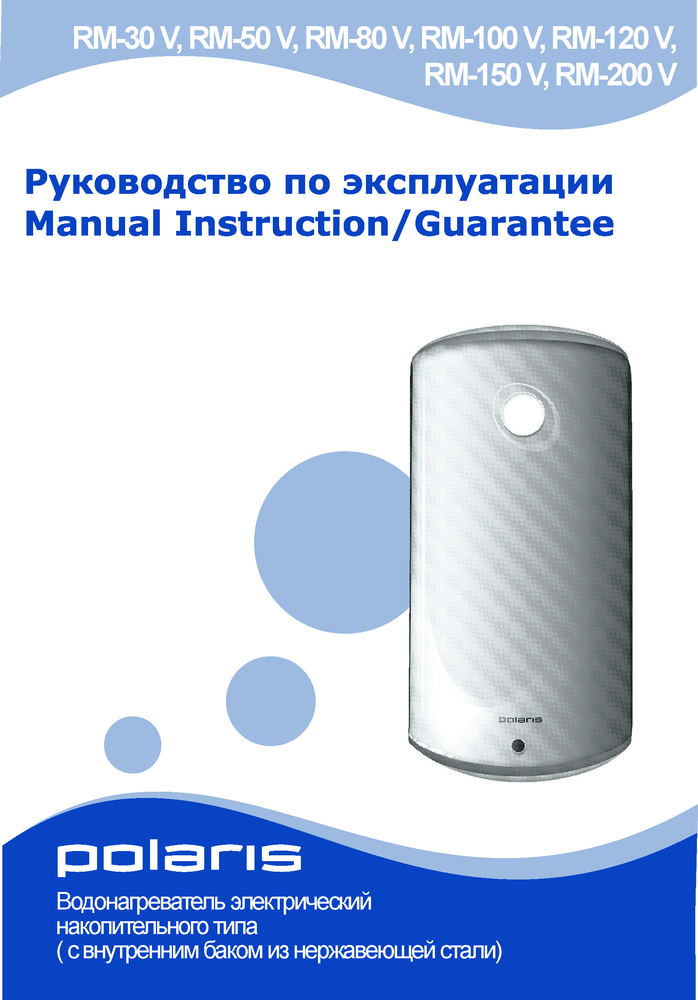 RM-30 V, RM-50 V, RM-80 V, RM-100 V, RM-120 V,
RM-150 V, RM-200 V
Руководство по эксплуатации
Manual Instruction/Guarantee
polaris
polaris
Водонагреватель электрический
накопительного типа
( с внутренним баком из нержавеющей стали)